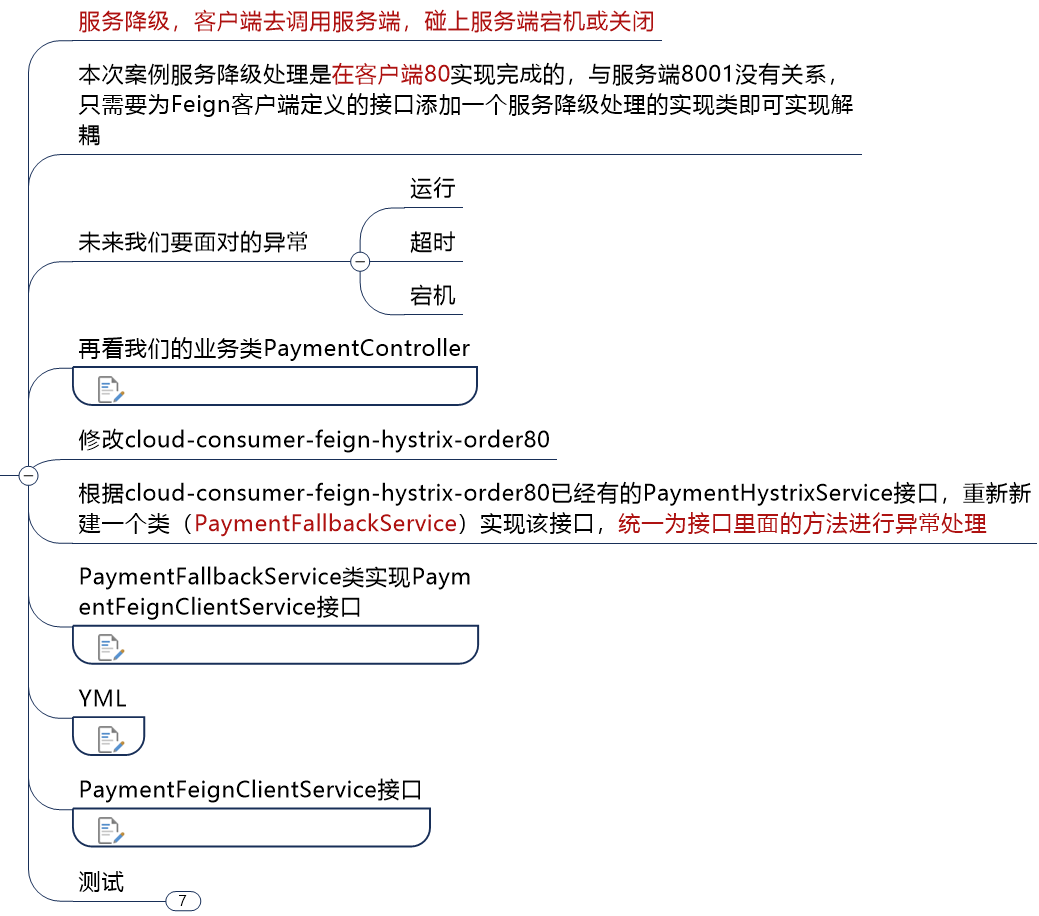 服务降级，客户端去调用服务端，碰上服务端宕机或关闭
本次案例服务降级处理是在客户端80实现完成的，与服务端8001没有关系，
只需要为Feign客户端定义的接口添加一个服务降级处理的实现类即可实现解
耦
运行
未来我们要面对的异常
超时
宕机
再看我们的业务类PaymentController
修改cloud-consumer-feign-hystrix-order80
根据cloud-consumer-feign-hystrix-order80已经有的PaymentHystrixService接口，重新新
建一个类（PaymentFallbackService）实现该接口，统一为接口里面的方法进行异常处理
PaymentFallbackService类实现Paym
entFeignClientService接口
YML
PaymentFeignClientService接口
测试
7